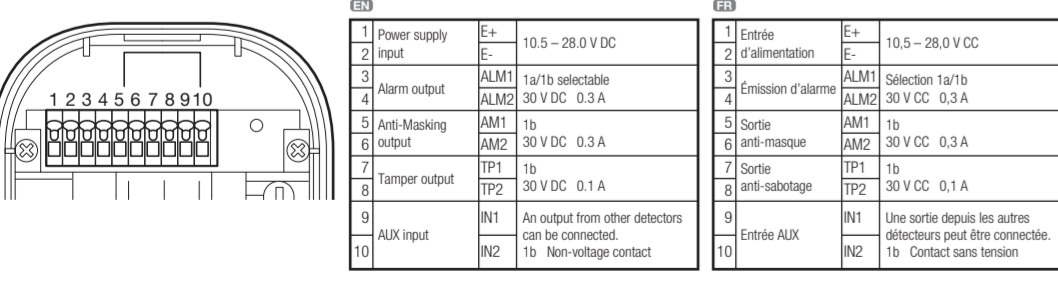 1 2 3 4 5 6 7 8 9 10
EN
1 Power supply input E+ 10.5 – 28.0 V DC
2 E-
3 Alarm output ALM1 1a/1b selectable
4 ALM2 30 V DC 0.3 A
5 Anti-Masking AM1 1b
6 output AM2 30 V DC 0.3 A
7 Tamper output TP1 1b
8 TP2 30 V DC 0.1 A
9 AUX input IN1 An output from other detectors
can be connected.
10 IN2 1b Non-voltage contact
FR
1 Entrée E+ 10,5 – 28,0 V CC
2 d'alimentation E-
3 Émission d'alarme ALM1 Sélection 1a/1b
4 ALM2 30 V CC 0,3 A
5 Sortie AM1 1b
6 anti-masque AM2 30 V CC 0,3 A
7 Sortie TP1 1b
8 anti-sabotage TP2 30 V CC 0,1 A
9 Entrée AUX IN1 Une sortie depuis les autres
détecteurs peut être connectée.
10 IN2 1b Contact sans tension